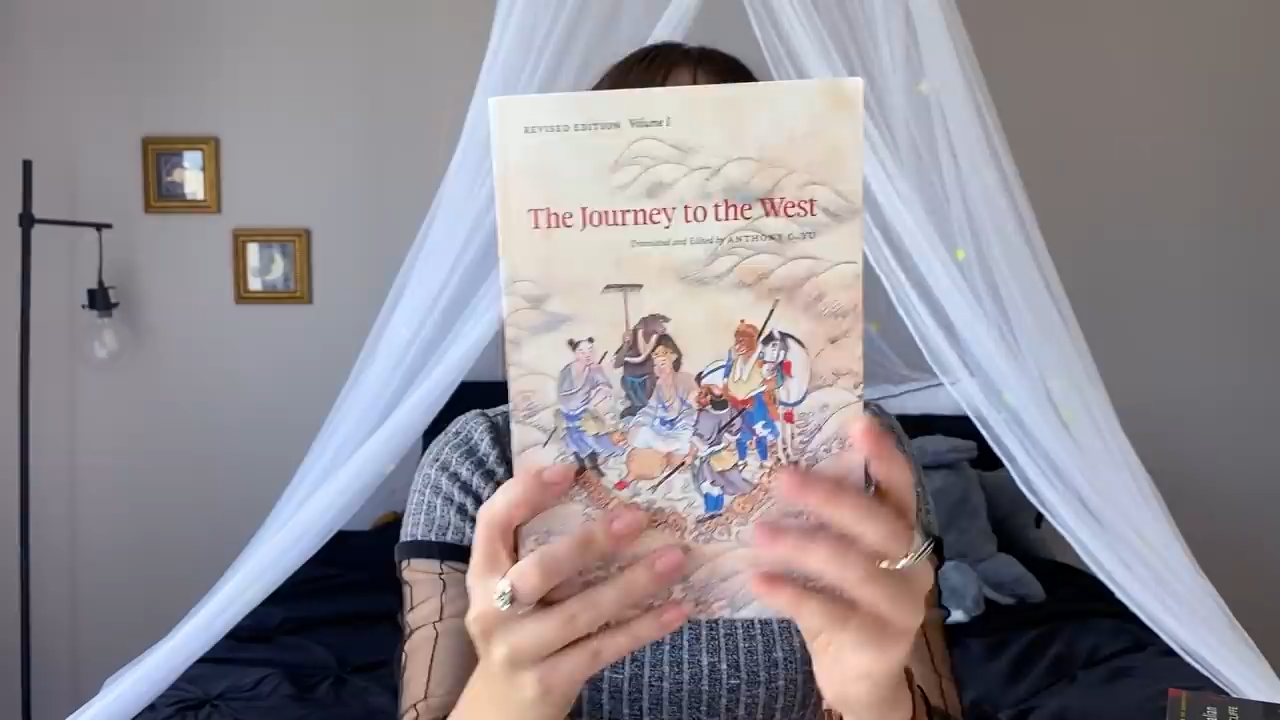 REVISED EDITION Volume I
The Journey to the West
Translated and Edited by ANTHONY C. YU